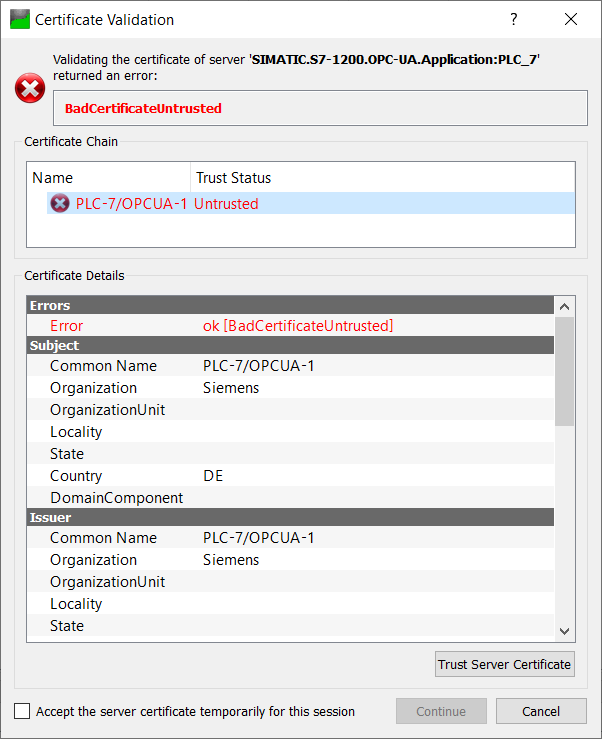 Certificate Validation
?
Validating the certificate of server 'SIMATIC.S7-1200.OPC-UA.Application:PLC_7'
returned an error:
BadCertificateUntrusted
Certificate Chain
Name Trust Status
PLC-7/OPCUA-1 Untrusted
Certificate Details
Errors
Error ok [BadCertificateUntrusted]
Subject
Common Name PLC-7/OPCUA-1
Organization Siemens
OrganizationUnit
Locality
State
Country DE
DomainComponent
Issuer
Common Name PLC-7/OPCUA-1
Organization Siemens
OrganizationUnit
Locality
State
Trust Server Certificate
Accept the server certificate temporarily for this session
Continue
Cancel